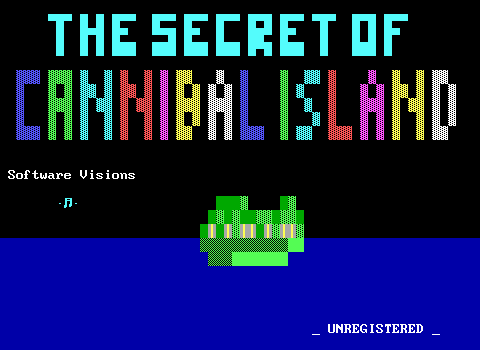 THE SECRET OF
CANNIBAL ISLAND
Software Visions
_ UNREGISTERED _